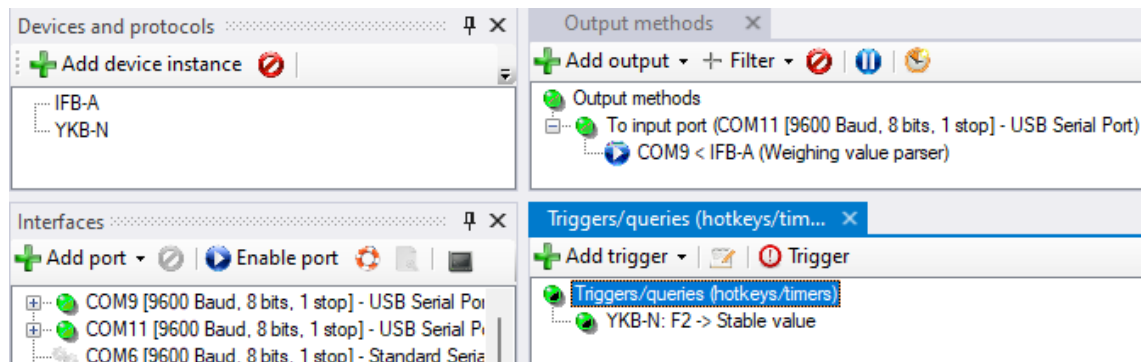 Devices and protocols
Add device instance
IFB-A
YKB-N
Output methods
Add output Filter
Output methods
To input port (COM11 [9600 Baud, 8 bits, 1 stop] - USB Serial Port)
COM9 < IFB-A (Weighing value parser)
Interfaces
Add port Enable port
COM9 [9600 Baud, 8 bits, 1 stop] - USB Serial Por
COM11 [9600 Baud, 8 bits, 1 stop] - USB Serial P
COM6 [9600 Baud, 8 bits, 1 stop] - Standard Seria
Triggers/queries (hotkeys/tim...
Add trigger Trigger
Triggers/queries (hotkeys/timers)
YKB-N: F2 -> Stable value